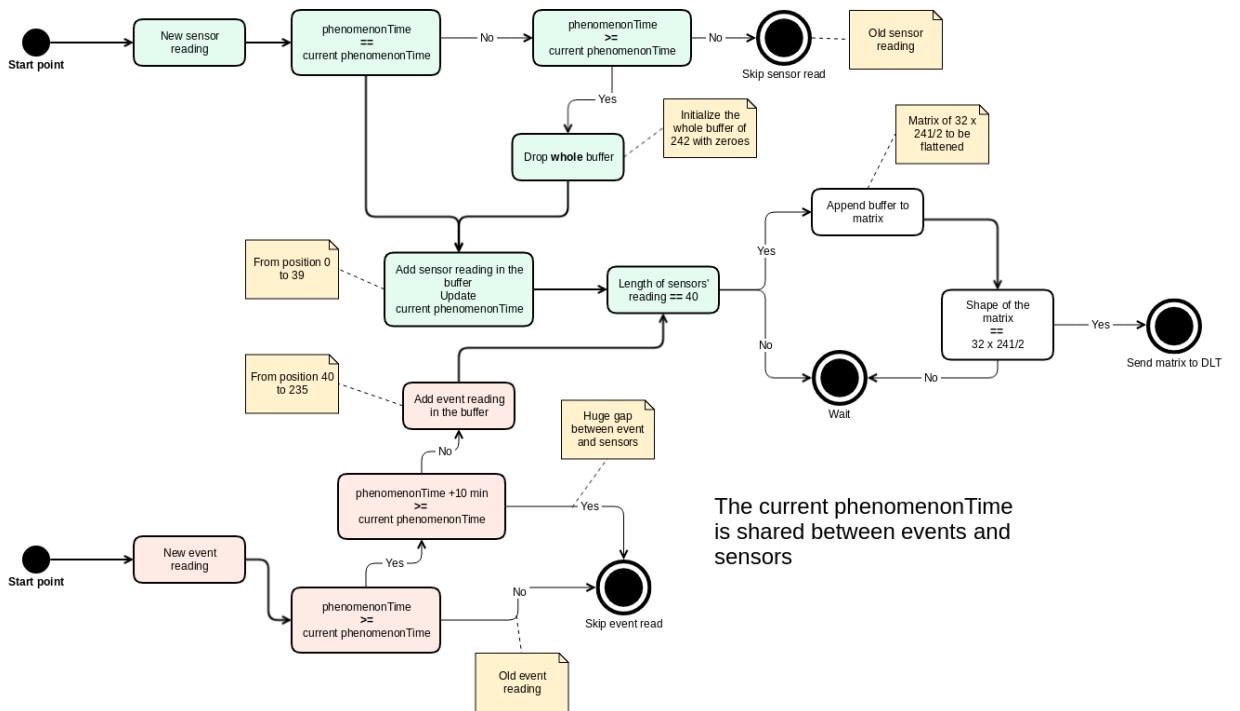 Start point
New sensor
reading
phenomenonTime
==
current phenomenonTime
No
phenomenonTime
>=
current phenomenonTime
No
Skip sensor read
Old sensor
reading
Yes
Drop whole buffer
Initialize the
whole buffer of
242 with zeroes
Matrix of 32 x
241/2 to be
flattened
From position 0
to 39
Add sensor reading in the
buffer
Update
current phenomenonTime
Length of sensors'
reading == 40
Yes
Append buffer to
matrix
Shape of the
matrix
==
32 x 241/2
Yes
Send matrix to DLT
No
No
Wait
From position 40
to 235
Add event reading
in the buffer
No
Huge gap
between event
and sensors
phenomenonTime +10 min
>=
current phenomenonTime
Yes
The current phenomenonTime
is shared between events and
sensors
Start point
New event
reading
Yes
phenomenonTime
>=
current phenomenonTime
No
Skip event read
Old event
reading